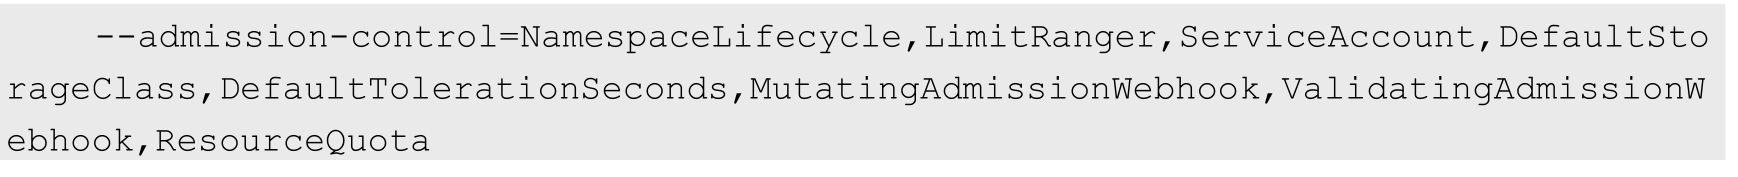 --admission-control=NamespaceLifecycle,LimitRanger,ServiceAccount,DefaultSto
rageClass,DefaultTolerationSeconds,MutatingAdmissionWebhook,ValidatingAdmissionW
ebhook,ResourceQuota